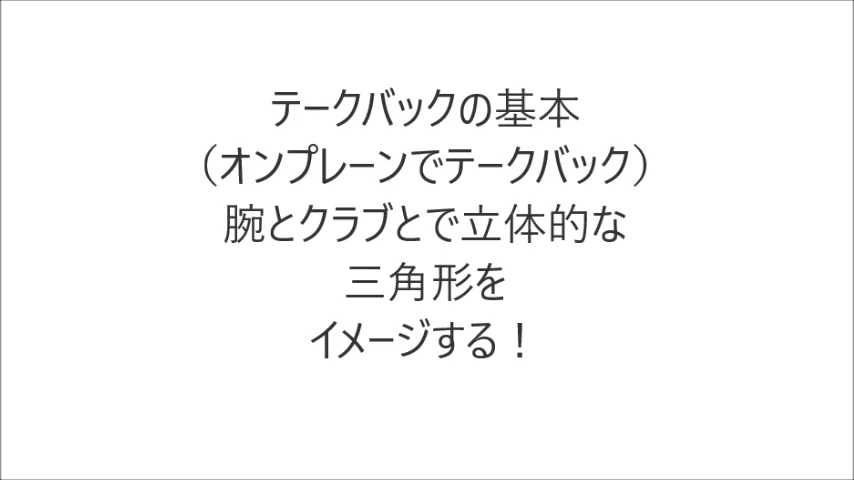 テークバックの基本
（オンプレーンでテークバック）
腕とクラブとで立体的な
三角形を
イメージする！